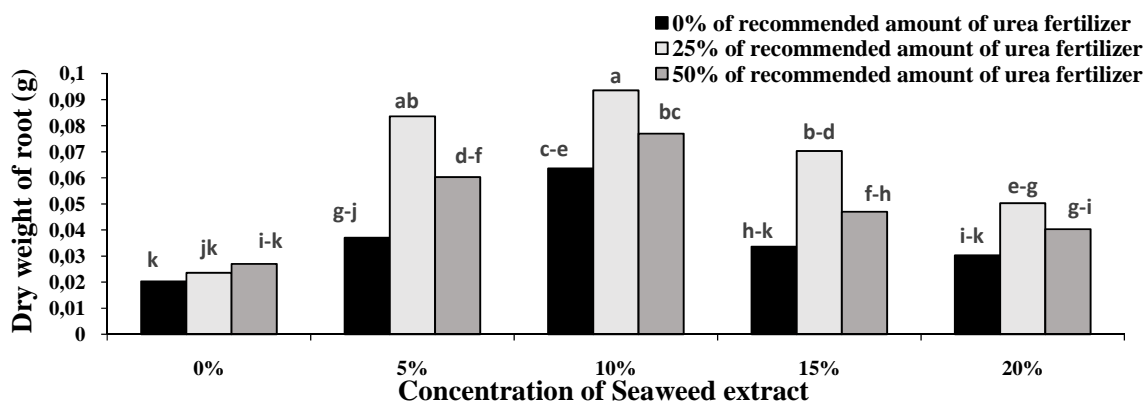 0% of recommended amount of urea fertilizer
25% of recommended amount of urea fertilizer
50% of recommended amount of urea fertilizer
Dry weight of root (g)
0,1
0,09
0,08
0,07
0,06
0,05
0,04
0,03
0,02
0,01
0
k
jk
i-k
g-j
ab
d-f
c-e
a
bc
h-k
b-d
f-h
i-k
e-g
g-i
0%
5%
10%
15%
20%
Concentration of Seaweed extract